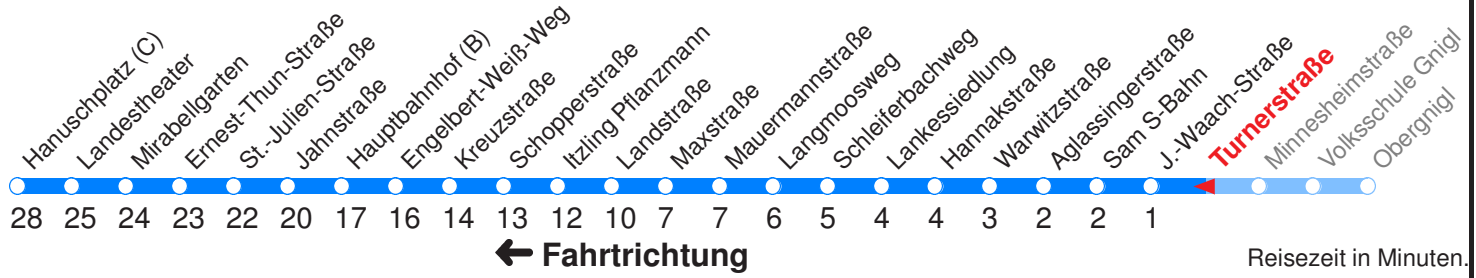 Hanuschplatz (C)
Landestheater
Mirabellgarten
Ernest-Thun-Straße
St.-Julien-Straße
Jahnstraße
Hauptbahnhof (B)
Engelbert-Weiß-Weg
Kreuzstraße
Schopperstraße
Itzling Pflanzmann
Landstraße
Maxstraße
Mauermannstraße
Langmoosweg
Schleiferbachweg
Lankessiedlung
Hannakstraße
Warwitzstraße
Aglassingerstraße
Sam S-Bahn
J.-Waach-Straße
Turnerstraße
Minnesheimstraße
Volksschule Gnigl
Obergnigl
28 25 24 23 22 20 17 16 14 13 12 10 7 7 6 5 4 4 3 2 2 1
← Fahrtrichtung
Reisezeit in Minuten.